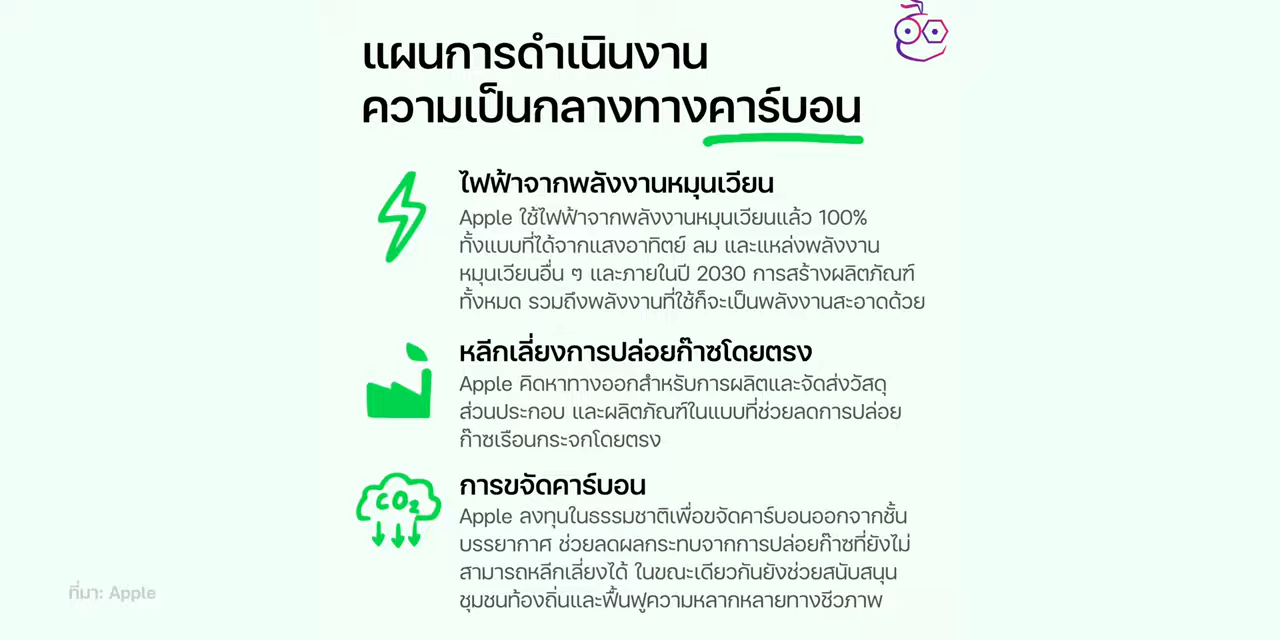 แผนการดำเนินงาน
ความเป็นกลางทางคาร์บอน
ไฟฟ้าจากพลังงานหมุนเวียน
Apple ใช้ไฟฟ้าจากพลังงานหมุนเวียนแล้ว 100%
ทั้งแบบที่ได้จากแสงอาทิตย์ ลม และแหล่งพลังงาน
หมุนเวียนอื่น ๆ และภายในปี 2030 การสร้างผลิตภัณฑ์
ทั้งหมด รวมถึงพลังงานที่ใช้ก็จะเป็นพลังงานสะอาดด้วย
หลีกเลี่ยงการปล่อยก๊าซโดยตรง
Apple คิดหาทางออกสำหรับการผลิตและจัดส่งวัสดุ
ส่วนประกอบ และผลิตภัณฑ์ในแบบที่ช่วยลดการปล่อย
ก๊าซเรือนกระจกโดยตรง
CO₂
การขจัดคาร์บอน
Apple ลงทุนในธรรมชาติเพื่อขจัดคาร์บอนออกจากชั้น
บรรยากาศ ช่วยลดผลกระทบจากการปล่อยก๊าซที่ยังไม่
สามารถหลีกเลี่ยงได้ ในขณะเดียวกันยังช่วยสนับสนุน
ชุมชนท้องถิ่นและฟื้นฟูความหลากหลายทางชีวภาพ
ที่มา: Apple